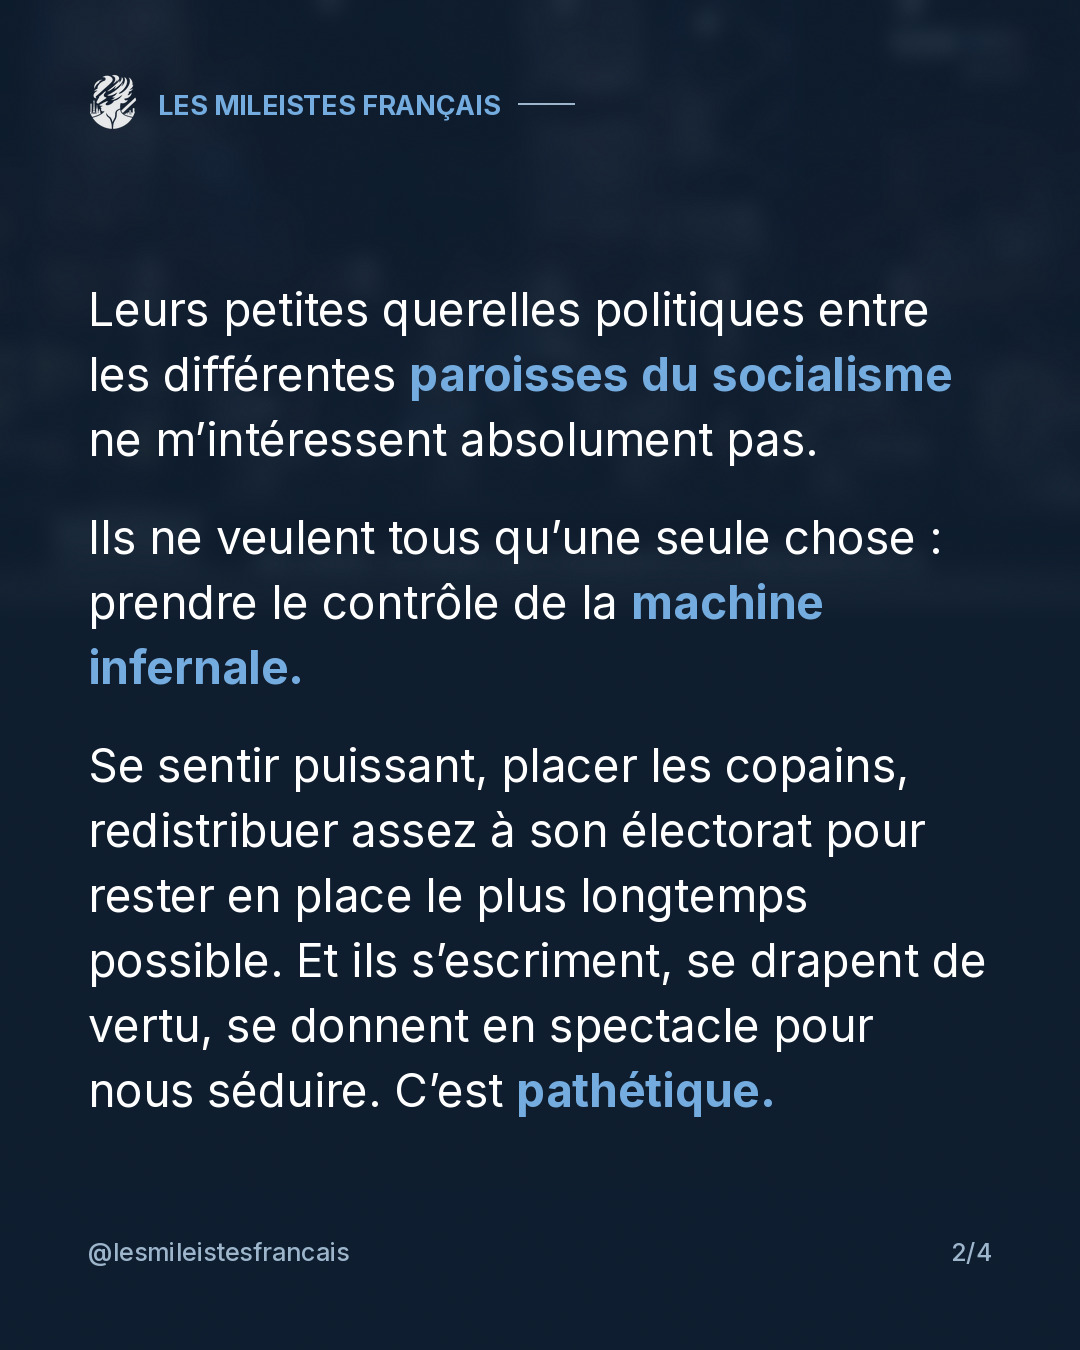 LES MILEISTES FRANÇAIS
Leurs petites querelles politiques entre
les différentes paroisses du socialisme
ne m’intéressent absolument pas.
Ils ne veulent tous qu’une seule chose :
prendre le contrôle de la machine
infernale.
Se sentir puissant, placer les copains,
redistribuer assez à son électorat pour
rester en place le plus longtemps
possible. Et ils s’escriment, se drapent de
vertu, se donnent en spectacle pour
nous séduire. C’est pathétique.
@lesmileistesfrancais
2/4